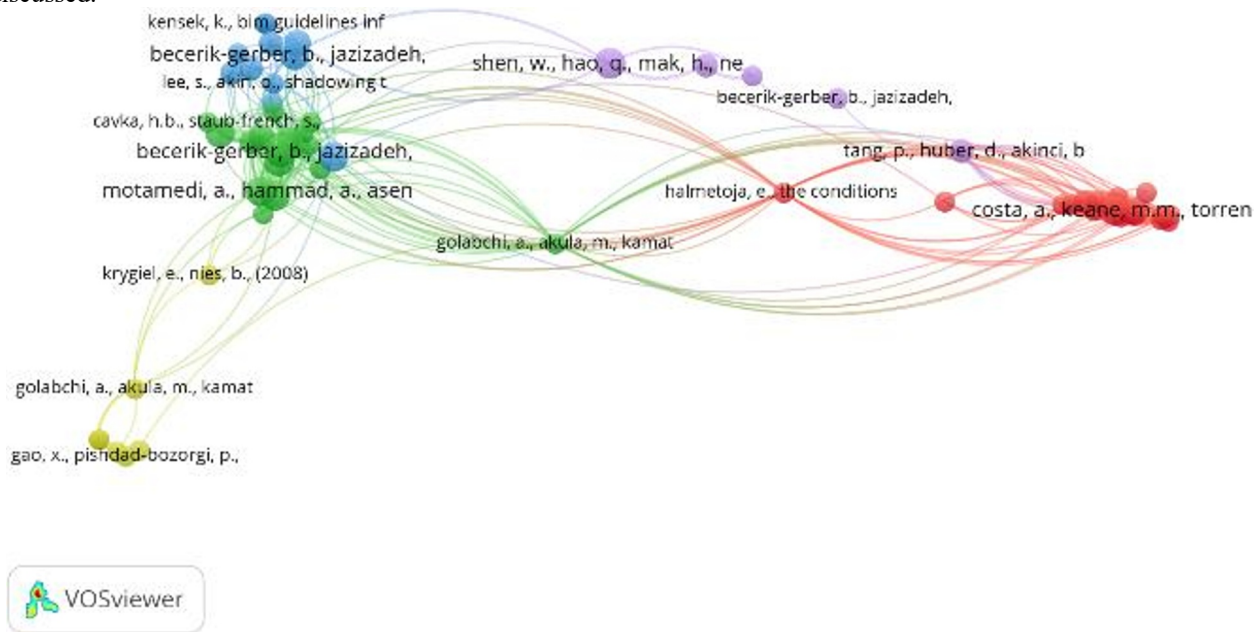 discussed.
kensek, k., bim guidelines inf
becerik-gerber, b., jazizadeh,
shen, w., hao, q., mak, h., ne
lee, s., akin, o., shadowing t
becerik-gerber, b., jazizadeh,
cavka, h.b., staub-french, s.,
becerik-gerber, b., jazizadeh,
tang, p., huber, d., akinci, b
motamedi, a., hammad, a., asen
halmetoja, e., the conditions
costa, a., keane, m.m., torren
golabchi, a., akula, m., kamat
krygiel, e., nies, b., (2008)
golabchi, a., akula, m., kamat
gao, x., pishdad-bozorgi, p.,
VOSviewer